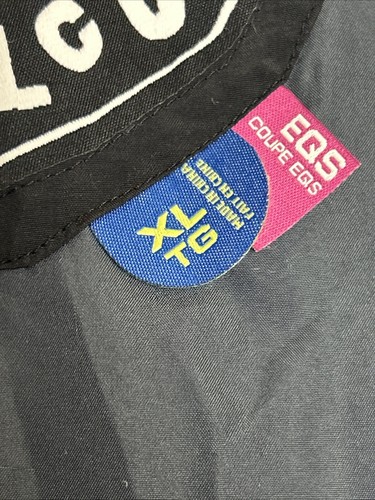 EQS
COUPE EQS
MADE IN CHINA
FAIT EN CHINE
XL
TG